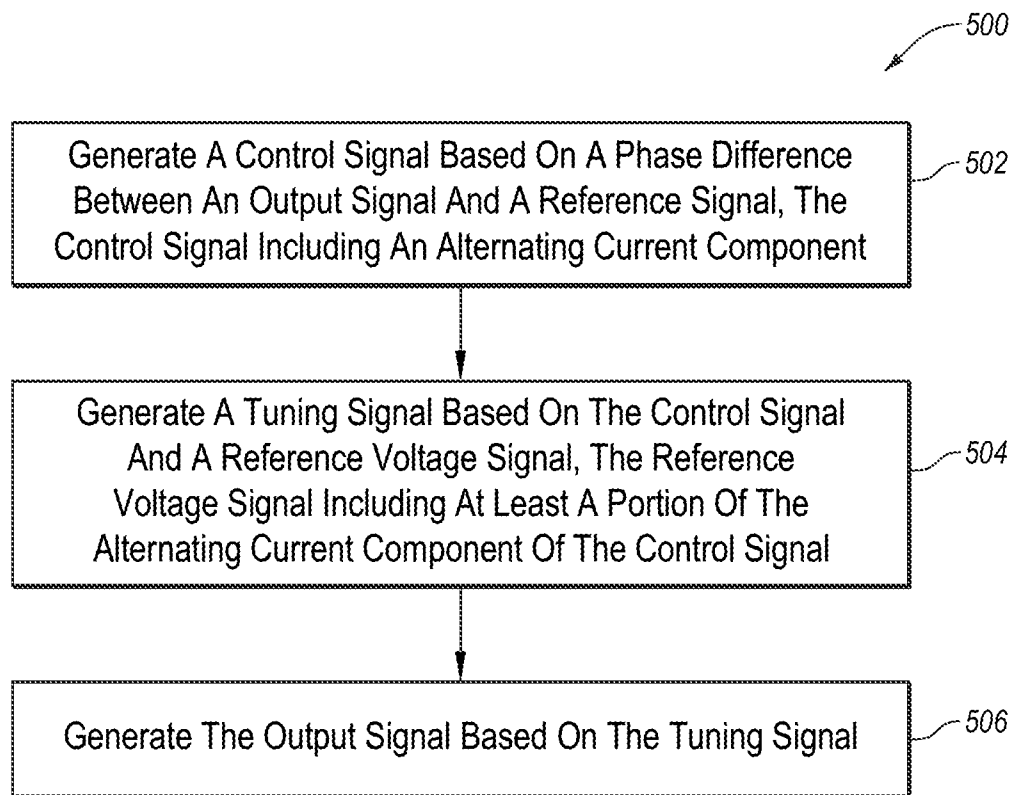 500
Generate A Control Signal Based On A Phase Difference
Between An Output Signal And A Reference Signal, The
Control Signal Including An Alternating Current Component
502
Generate A Tuning Signal Based On The Control Signal
And A Reference Voltage Signal, The Reference
Voltage Signal Including At Least A Portion Of The
Alternating Current Component Of The Control Signal
504
Generate The Output Signal Based On The Tuning Signal
506